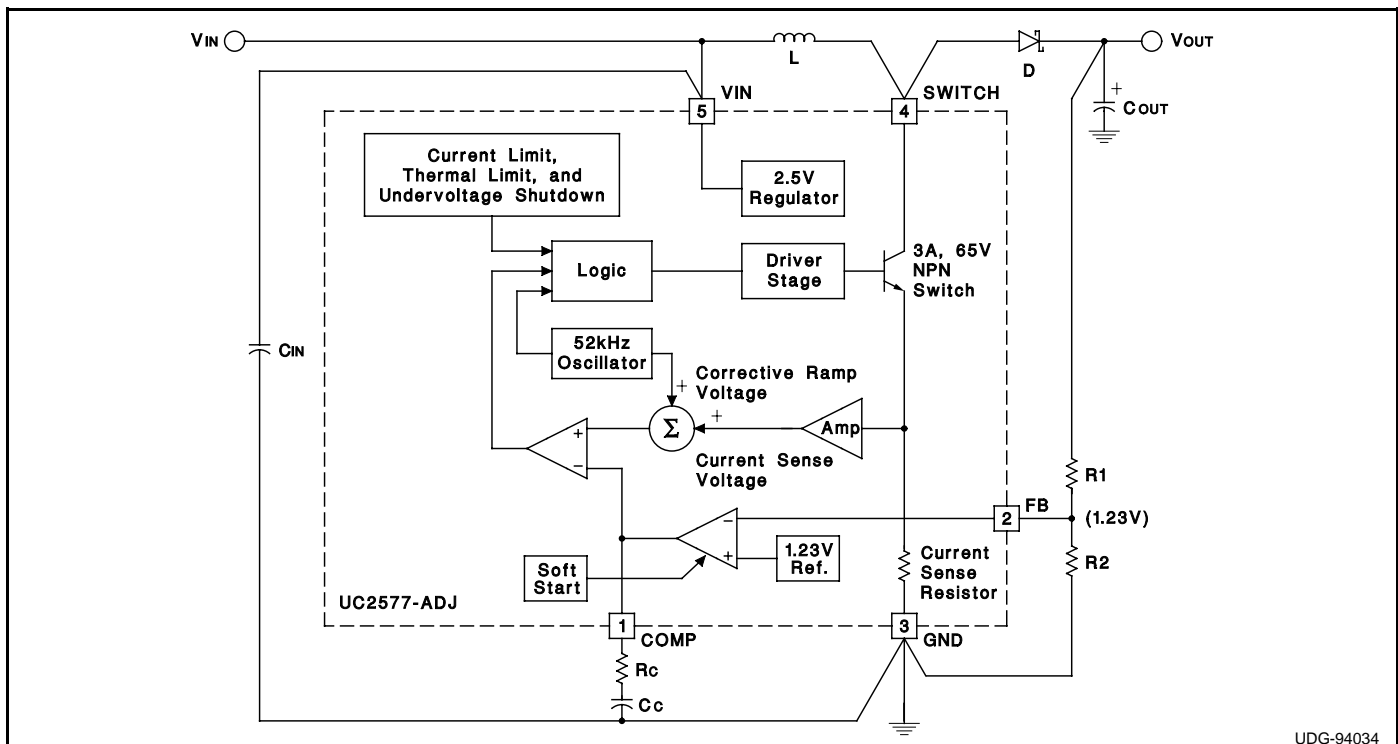 VIN
L
D
VOUT
VIN
5
SWITCH
4
+
COUT
Current Limit,
Thermal Limit, and
Undervoltage Shutdown
2.5V
Regulator
Logic
Driver
Stage
3A, 65V
NPN
Switch
CIN
52kHz
Oscillator
+
Corrective Ramp
Voltage
+
Σ
Amp
+
−
Current Sense
Voltage
R1
FB
2
(1.23V)
−
+
1.23V
Ref.
Soft
Start
Current
Sense
Resistor
R2
UC2577-ADJ
1
COMP
3
GND
Rc
Cc
UDG-94034